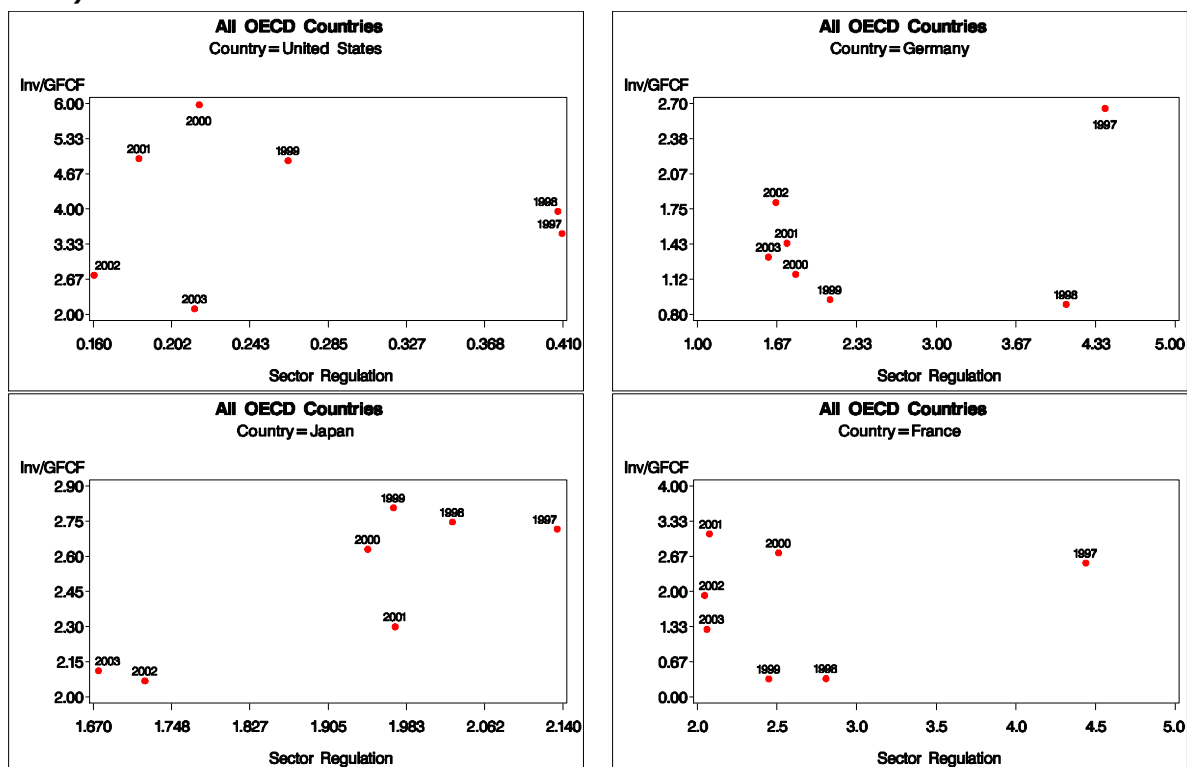 All OECD Countries
Country=United States
Inv/GFCF
6.00
2000
5.33
2001
1999
4.67
4.00
1998
1997
3.33
2.67
2002
2003
2.00
0.160 0.202 0.243 0.285 0.327 0.368 0.410
Sector Regulation
All OECD Countries
Country=Germany
Inv/GFCF
2.70
1997
2.38
2.07
2002
1.75
2001
1.43
2003
2000
1.12
1999
1998
0.80
1.00 1.67 2.33 3.00 3.67 4.33 5.00
Sector Regulation
All OECD Countries
Country=Japan
Inv/GFCF
2.90
1999
2.75
1998
1997
2000
2.60
2.45
2001
2.30
2.15
2003
2002
2.00
1.670 1.748 1.827 1.905 1.983 2.062 2.140
Sector Regulation
All OECD Countries
Country=France
Inv/GFCF
4.00
3.33
2001
2000
1997
2.67
2.00
2002
2003
1.33
0.67
1999
1998
0.00
2.0 2.5 3.0 3.5 4.0 4.5 5.0
Sector Regulation